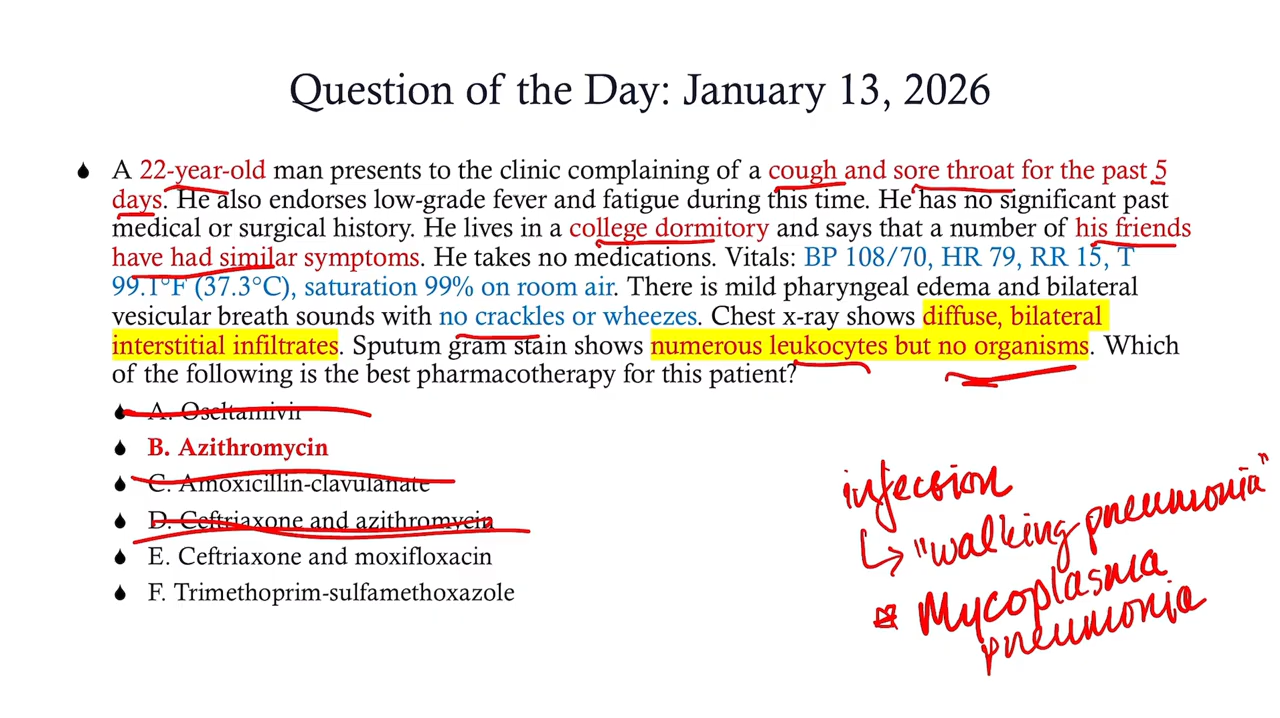 Question of the Day: January 13, 2026
A 22-year-old man presents to the clinic complaining of a cough and sore throat for the past 5
days. He also endorses low-grade fever and fatigue during this time. He has no significant past
medical or surgical history. He lives in a college dormitory and says that a number of his friends
have had similar symptoms. He takes no medications. Vitals: BP 108/70, HR 79, RR 15, T
99.1°F (37.3°C), saturation 99% on room air. There is mild pharyngeal edema and bilateral
vesicular breath sounds with no crackles or wheezes. Chest x-ray shows diffuse, bilateral
interstitial infiltrates. Sputum gram stain shows numerous leukocytes but no organisms. Which
of the following is the best pharmacotherapy for this patient?
A. Oseltamivir
B. Azithromycin
C. Amoxicillin-clavulanate
D. Ceftriaxone and azithromycin
E. Ceftriaxone and moxifloxacin
F. Trimethoprim-sulfamethoxazole
infection
"walking pneumonia"
Mycoplasma
pneumonia